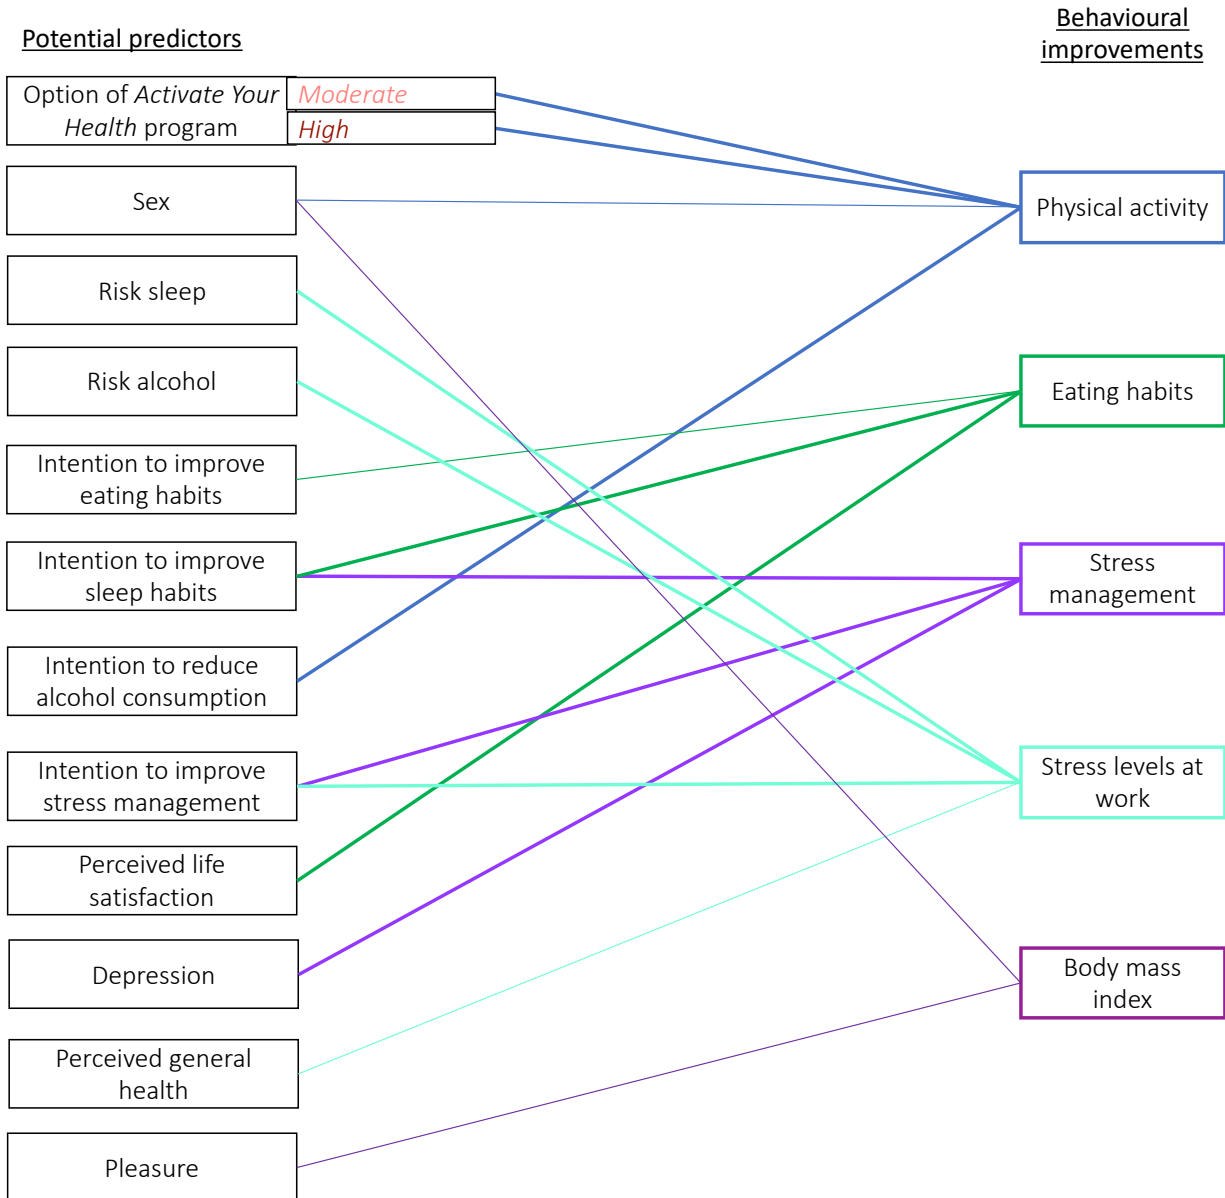 Potential predictors
Behavioural
improvements
Option of Activate Your
Health program
Moderate
High
Sex
Physical activity
Risk sleep
Risk alcohol
Eating habits
Intention to improve
eating habits
Intention to improve
sleep habits
Stress
management
Intention to reduce
alcohol consumption
Intention to improve
stress management
Stress levels at
work
Perceived life
satisfaction
Depression
Body mass
index
Perceived general
health
Pleasure